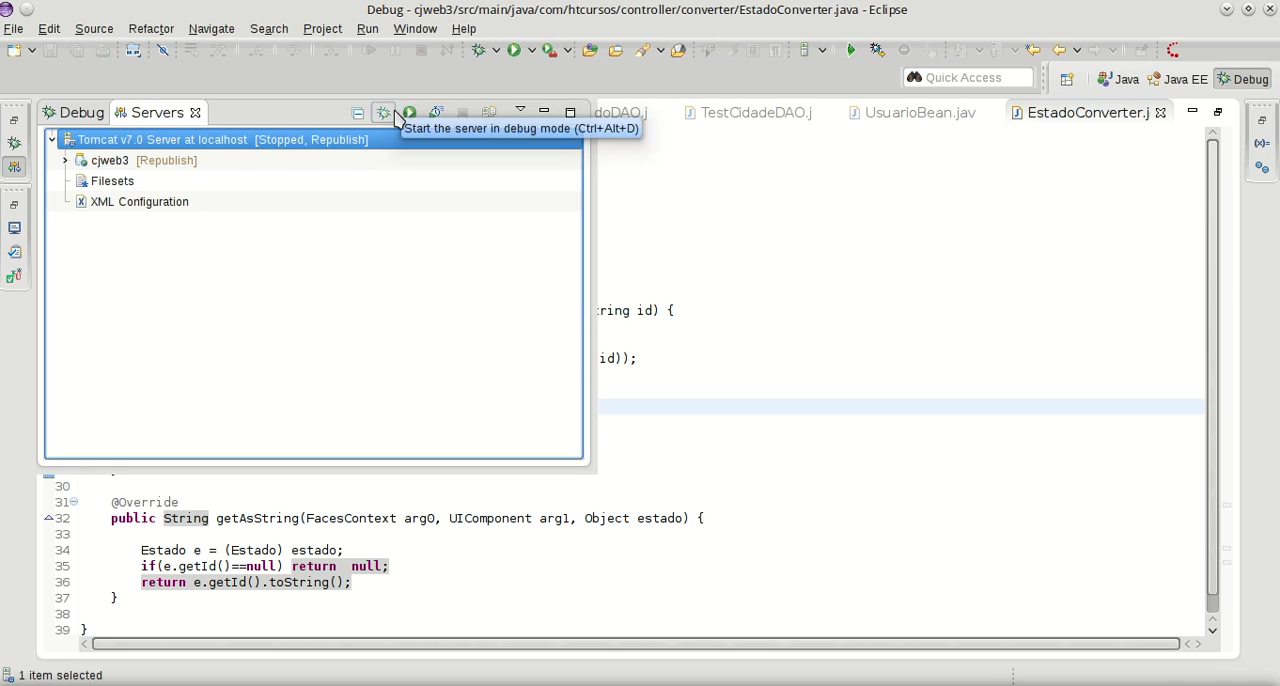 Debug - cjweb3/src/main/java/com/htcursos/controller/converter/EstadoConverter.java - Eclipse
File Edit Source Refactor Navigate Search Project Run Window Help
Quick Access Java Java EE Debug
Debug Servers doDAO.j TestCidadeDAO.j UsuarioBean.jav EstadoConverter.j
Start the server in debug mode (Ctrl+Alt+D)
Tomcat v7.0 Server at localhost [Stopped, Republish]
cjweb3 [Republish]
Filesets
XML Configuration
tring id) {
id));
30
31 @Override
32 public String getAsString(FacesContext arg0, UIComponent arg1, Object estado) {
33
34 Estado e = (Estado) estado;
35 if(e.getId()==null) return null;
36 return e.getId().toString();
37 }
38
39 }
1 item selected